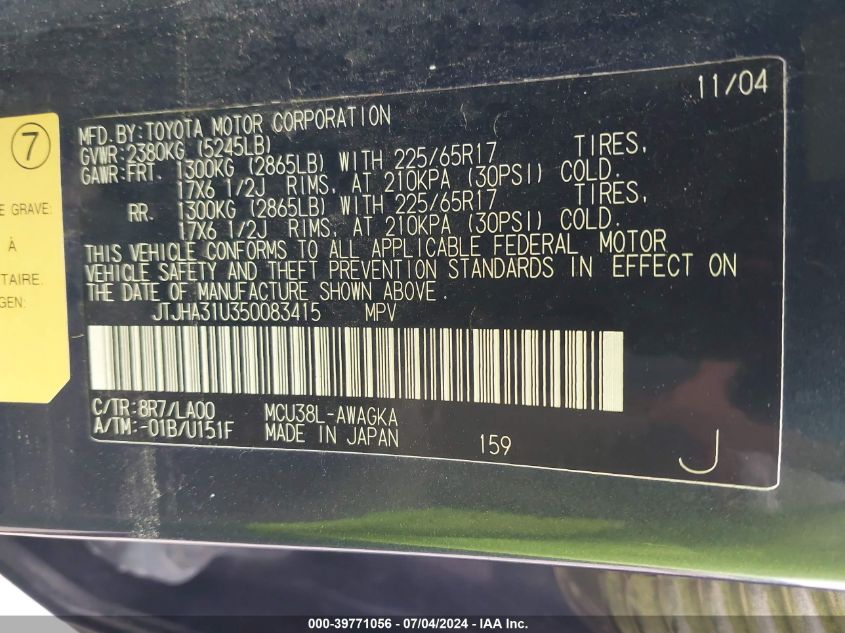 7
E GRAVE:
À
TAIRE.
GEN:
11/04
MFD.BY:TOYOTA MOTOR CORPORATION
GVWR:2380KG (5245LB)
GAWR:FRT. 1300KG (2865LB) WITH 225/65R17 TIRES,
17X6 1/2J RIMS, AT 210KPA (30PSI) COLD.
RR. 1300KG (2865LB) WITH 225/65R17 TIRES,
17X6 1/2J RIMS, AT 210KPA (30PSI) COLD.
THIS VEHICLE CONFORMS TO ALL APPLICABLE FEDERAL MOTOR
VEHICLE SAFETY AND THEFT PREVENTION STANDARDS IN EFFECT ON
THE DATE OF MANUFACTURE SHOWN ABOVE.
JTJHA31U350083415 MPV
C/TR:8R7/LA00 MCU38L-AWAGKA
A/TM:-01B/U151F MADE IN JAPAN 159 J
000-39771056 - 07/04/2024 - IAA Inc.